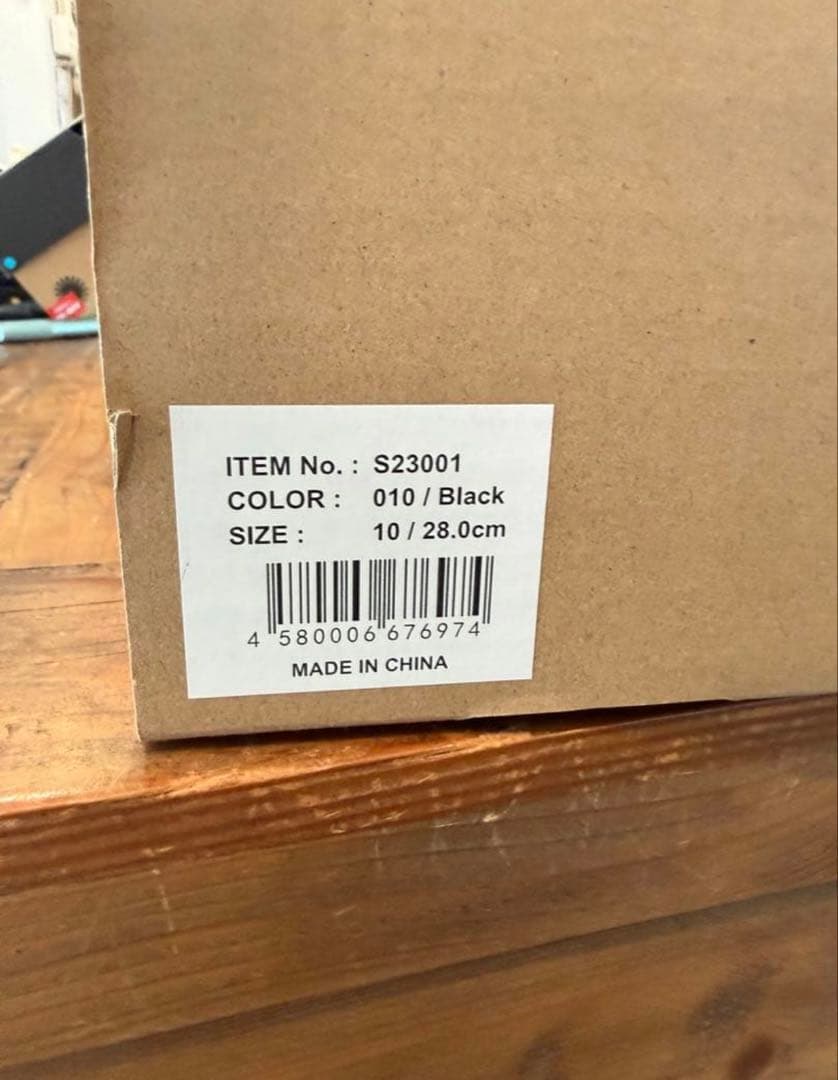 ITEM No. : S23001
COLOR : 010 / Black
SIZE : 10 / 28.0cm
4 580006 676974
MADE IN CHINA